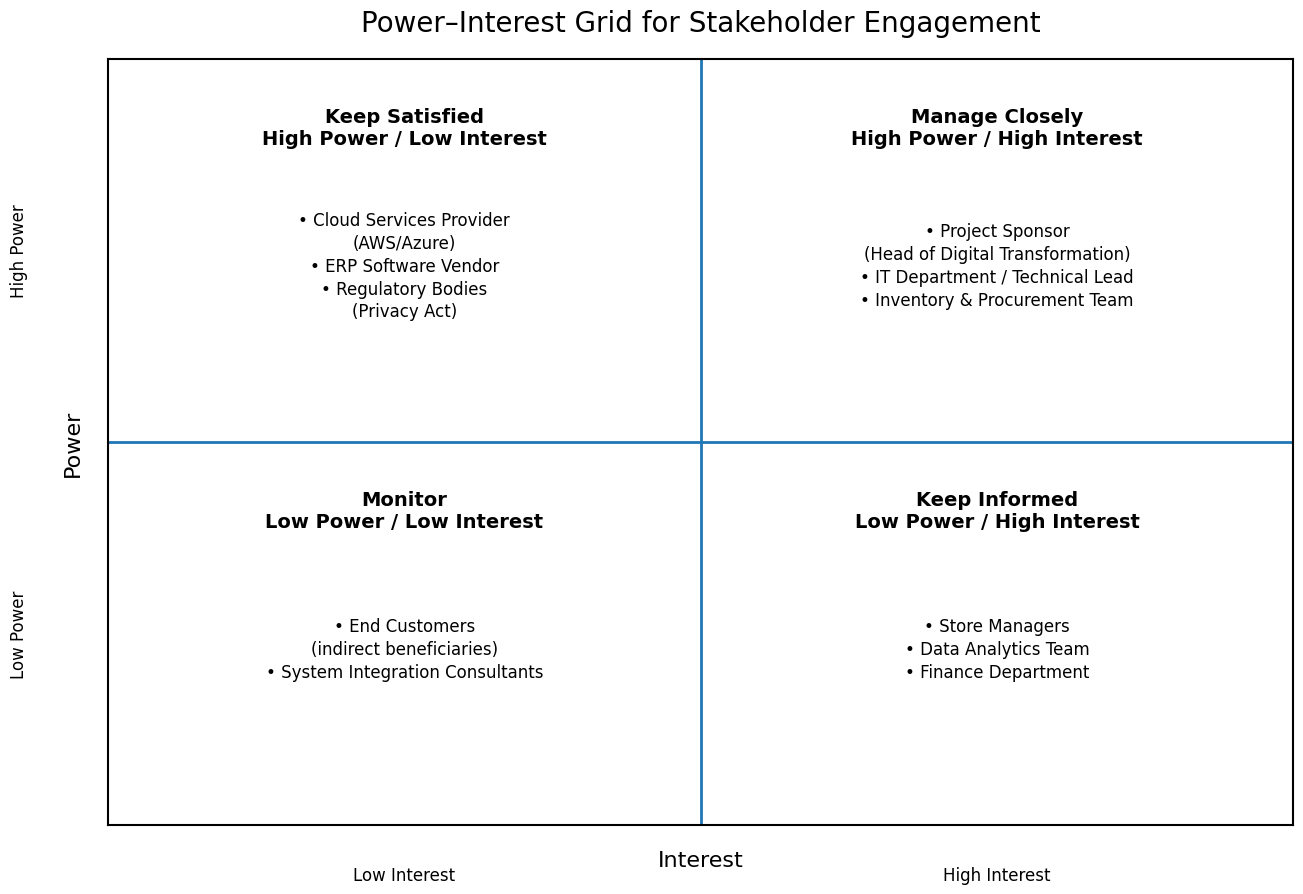 Power–Interest Grid for Stakeholder Engagement
Keep Satisfied
High Power / Low Interest
• Cloud Services Provider
(AWS/Azure)
• ERP Software Vendor
• Regulatory Bodies
(Privacy Act)
Manage Closely
High Power / High Interest
• Project Sponsor
(Head of Digital Transformation)
• IT Department / Technical Lead
• Inventory & Procurement Team
High Power
Power
Monitor
Low Power / Low Interest
• End Customers
(indirect beneficiaries)
• System Integration Consultants
Keep Informed
Low Power / High Interest
• Store Managers
• Data Analytics Team
• Finance Department
Low Power
Interest
Low Interest
High Interest